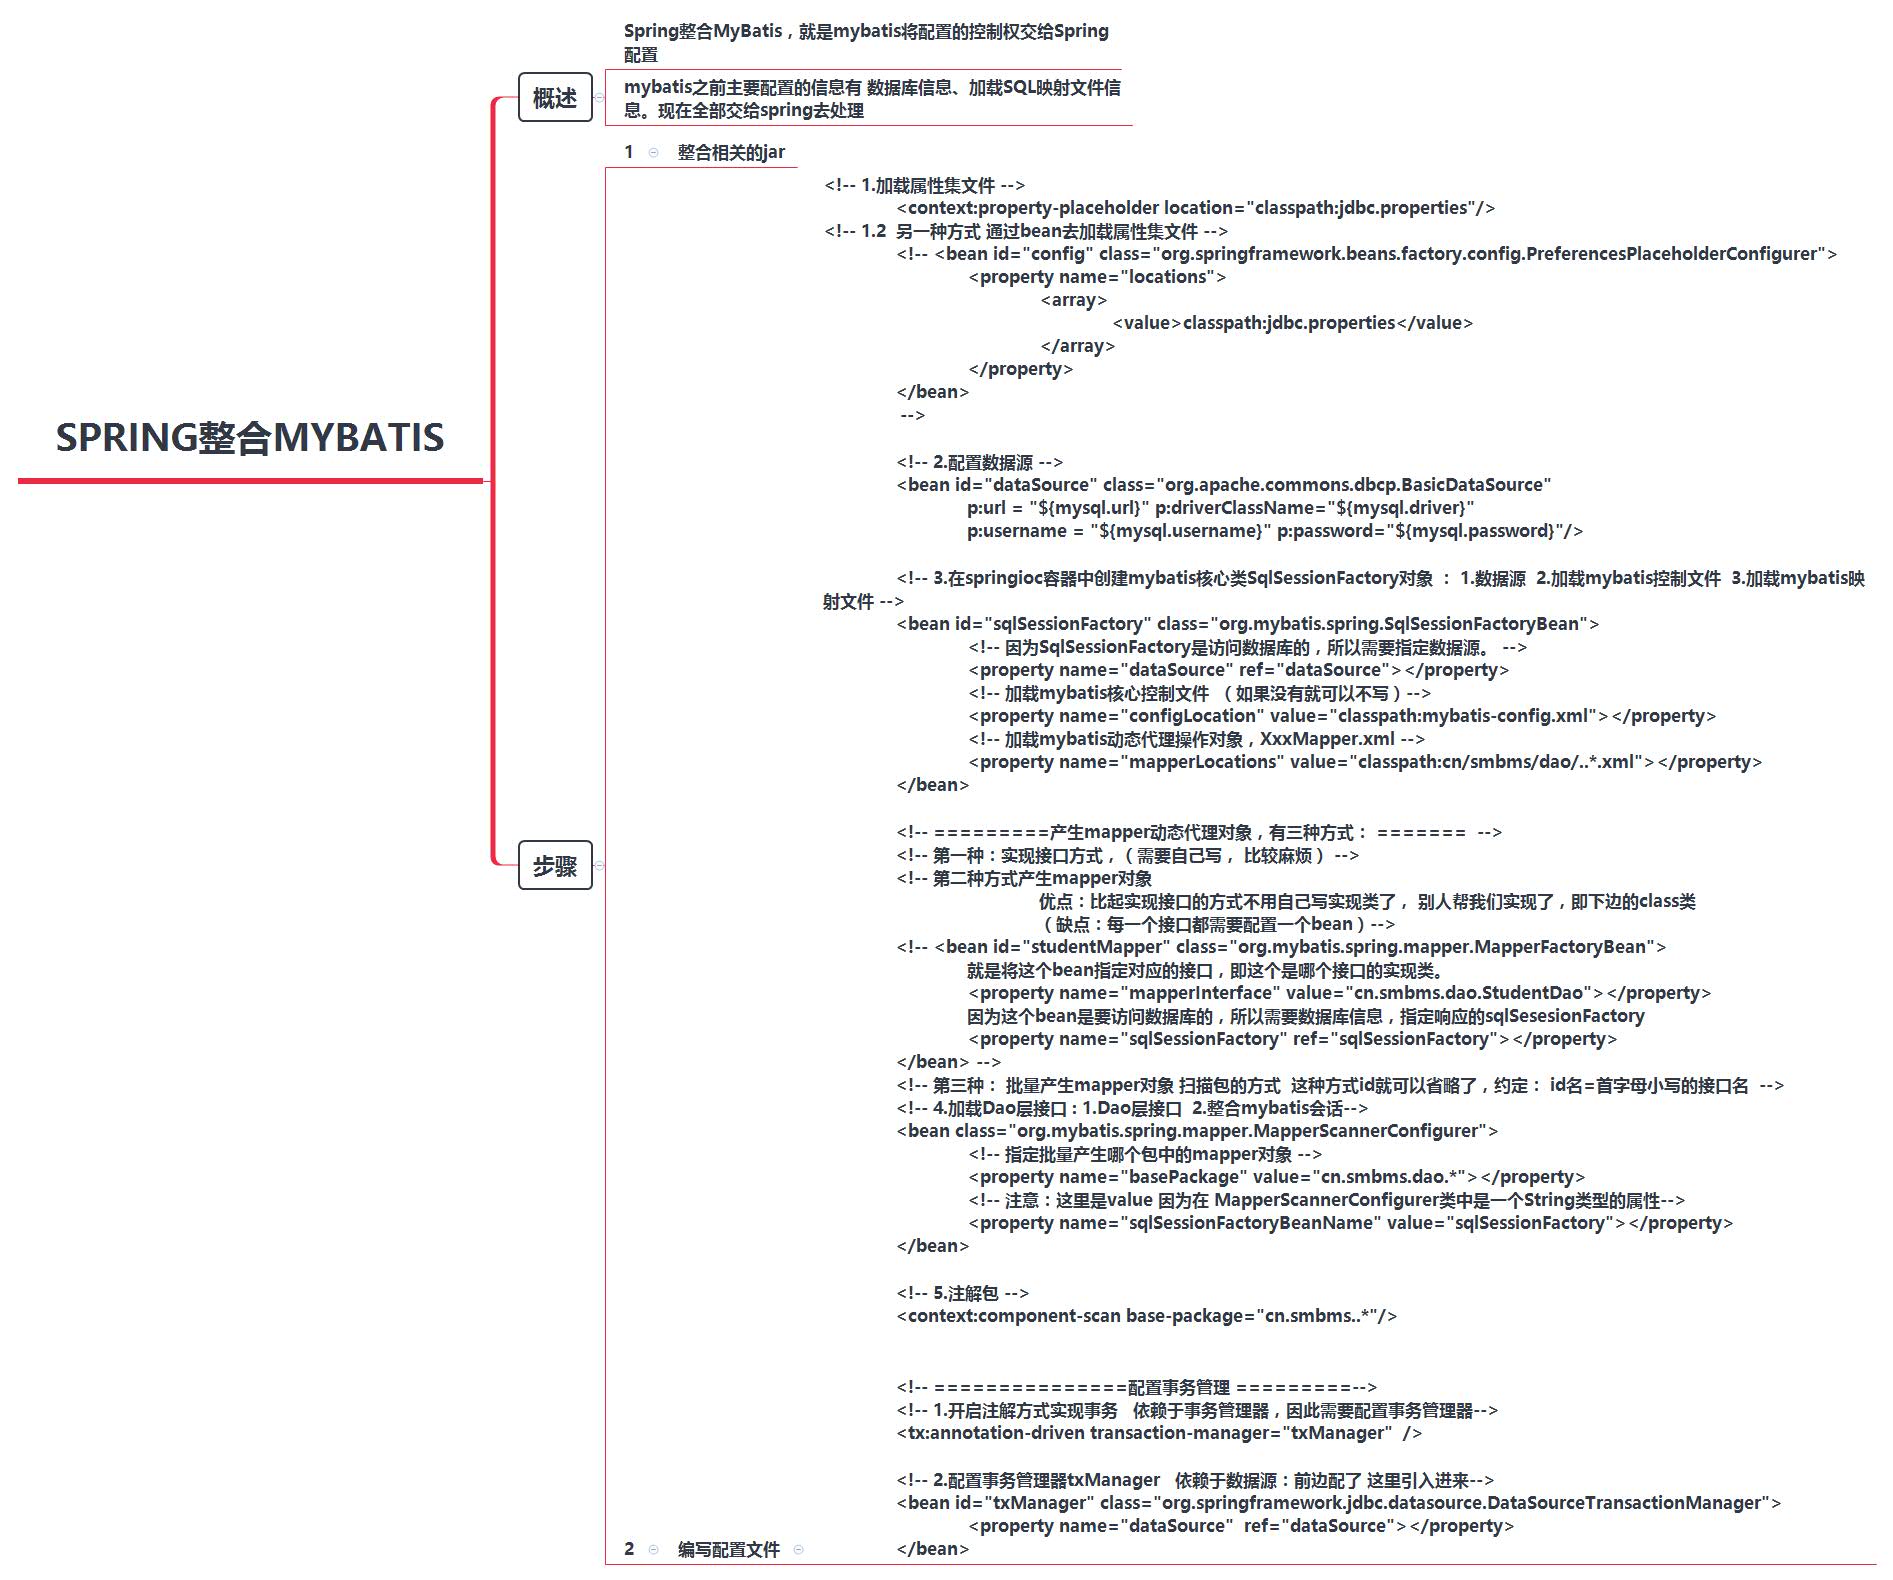 SPRING整合MYBATIS
概述
Spring整合MyBatis，就是mybatis将配置的控制权交给Spring
配置
mybatis之前主要配置的信息有 数据库信息、加载SQL映射文件信
息。现在全部交给spring去处理
步骤
1 整合相关的jar
2 编写配置文件
<!-- 1.加载属性集文件 -->
<context:property-placeholder location="classpath:jdbc.properties"/>
<!-- 1.2  另一种方式 通过bean去加载属性集文件 -->
<!-- <bean id="config" class="org.springframework.beans.factory.config.PreferencesPlaceholderConfigurer">
<property name="locations">
<array>
<value>classpath:jdbc.properties</value>
</array>
</property>
</bean>
-->
<!-- 2.配置数据源 -->
<bean id="dataSource" class="org.apache.commons.dbcp.BasicDataSource"
p:url = "${mysql.url}" p:driverClassName="${mysql.driver}"
p:username = "${mysql.username}" p:password="${mysql.password}"/>
<!-- 3.在springioc容器中创建mybatis核心类SqlSessionFactory对象 ： 1.数据源  2.加载mybatis控制文件  3.加载mybatis映
射文件 -->
<bean id="sqlSessionFactory" class="org.mybatis.spring.SqlSessionFactoryBean">
<!-- 因为SqlSessionFactory是访问数据库的，所以需要指定数据源。 -->
<property name="dataSource" ref="dataSource"></property>
<!-- 加载mybatis核心控制文件 （如果没有就可以不写）-->
<property name="configLocation" value="classpath:mybatis-config.xml"></property>
<!-- 加载mybatis动态代理操作对象，XxxMapper.xml -->
<property name="mapperLocations" value="classpath:cn/smbms/dao/..*.xml"></property>
</bean>
<!-- =========产生mapper动态代理对象，有三种方式： =======  -->
<!-- 第一种：实现接口方式，（需要自己写， 比较麻烦） -->
<!-- 第二种方式产生mapper对象
优点：比起实现接口的方式不用自己写实现类了， 别人帮我们实现了，即下边的class类
（缺点：每一个接口都需要配置一个bean）-->
<!-- <bean id="studentMapper" class="org.mybatis.spring.mapper.MapperFactoryBean">
就是将这个bean指定对应的接口，即这个是哪个接口的实现类。
<property name="mapperInterface" value="cn.smbms.dao.StudentDao"></property>
因为这个bean是要访问数据库的，所以需要数据库信息，指定响应的sqlSesesionFactory
<property name="sqlSessionFactory" ref="sqlSessionFactory"></property>
</bean> -->
<!-- 第三种： 批量产生mapper对象 扫描包的方式  这种方式id就可以省略了，约定： id名=首字母小写的接口名  -->
<!-- 4.加载Dao层接口：1.Dao层接口  2.整合mybatis会话-->
<bean class="org.mybatis.spring.mapper.MapperScannerConfigurer">
<!-- 指定批量产生哪个包中的mapper对象 -->
<property name="basePackage" value="cn.smbms.dao.*"></property>
<!-- 注意：这里是value 因为在 MapperScannerConfigurer类中是一个String类型的属性-->
<property name="sqlSessionFactoryBeanName" value="sqlSessionFactory"></property>
</bean>
<!-- 5.注解包 -->
<context:component-scan base-package="cn.smbms..*"/>
<!-- ===============配置事务管理 =========-->
<!-- 1.开启注解方式实现事务   依赖于事务管理器，因此需要配置事务管理器-->
<tx:annotation-driven transaction-manager="txManager"  />
<!-- 2.配置事务管理器txManager   依赖于数据源：前边配了 这里引入进来-->
<bean id="txManager" class="org.springframework.jdbc.datasource.DataSourceTransactionManager">
<property name="dataSource"  ref="dataSource"></property>
</bean>